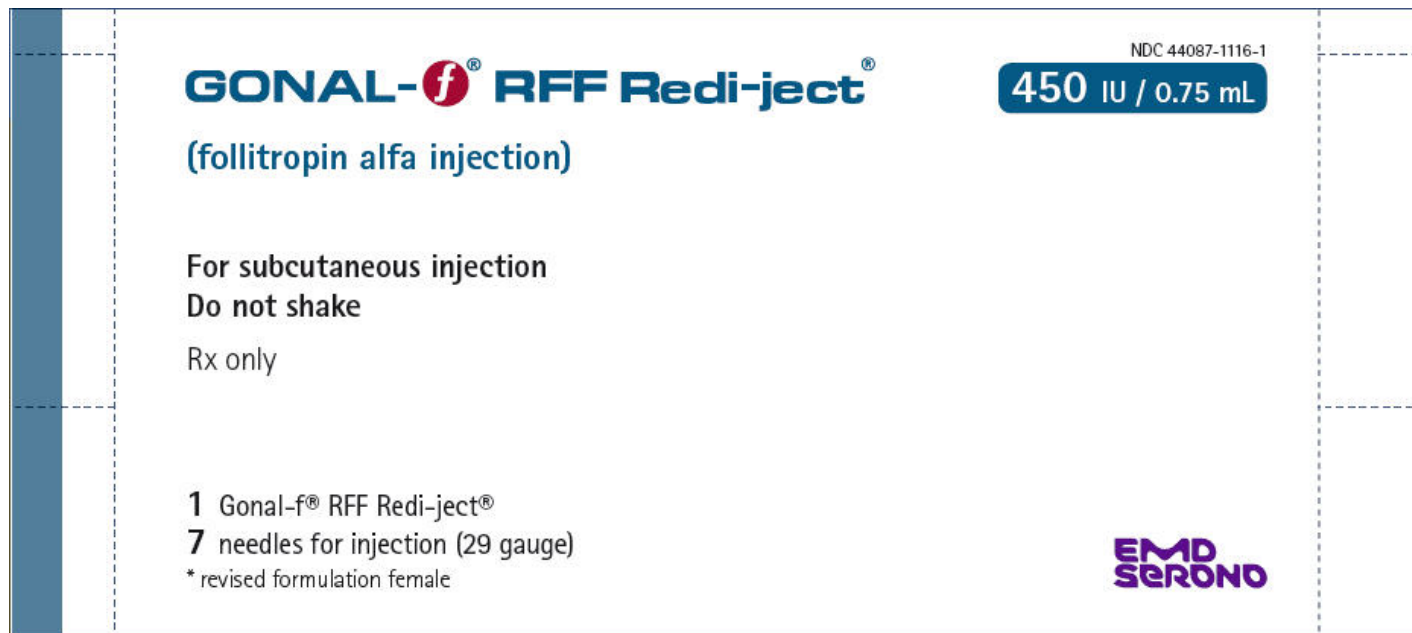 NDC 44087-1116-1
GONAL-f® RFF Redi-ject®
450 IU / 0.75 mL
(follitropin alfa injection)
For subcutaneous injection
Do not shake
Rx only
1 Gonal-f® RFF Redi-ject®
7 needles for injection (29 gauge)
* revised formulation female
EMD
SERONO